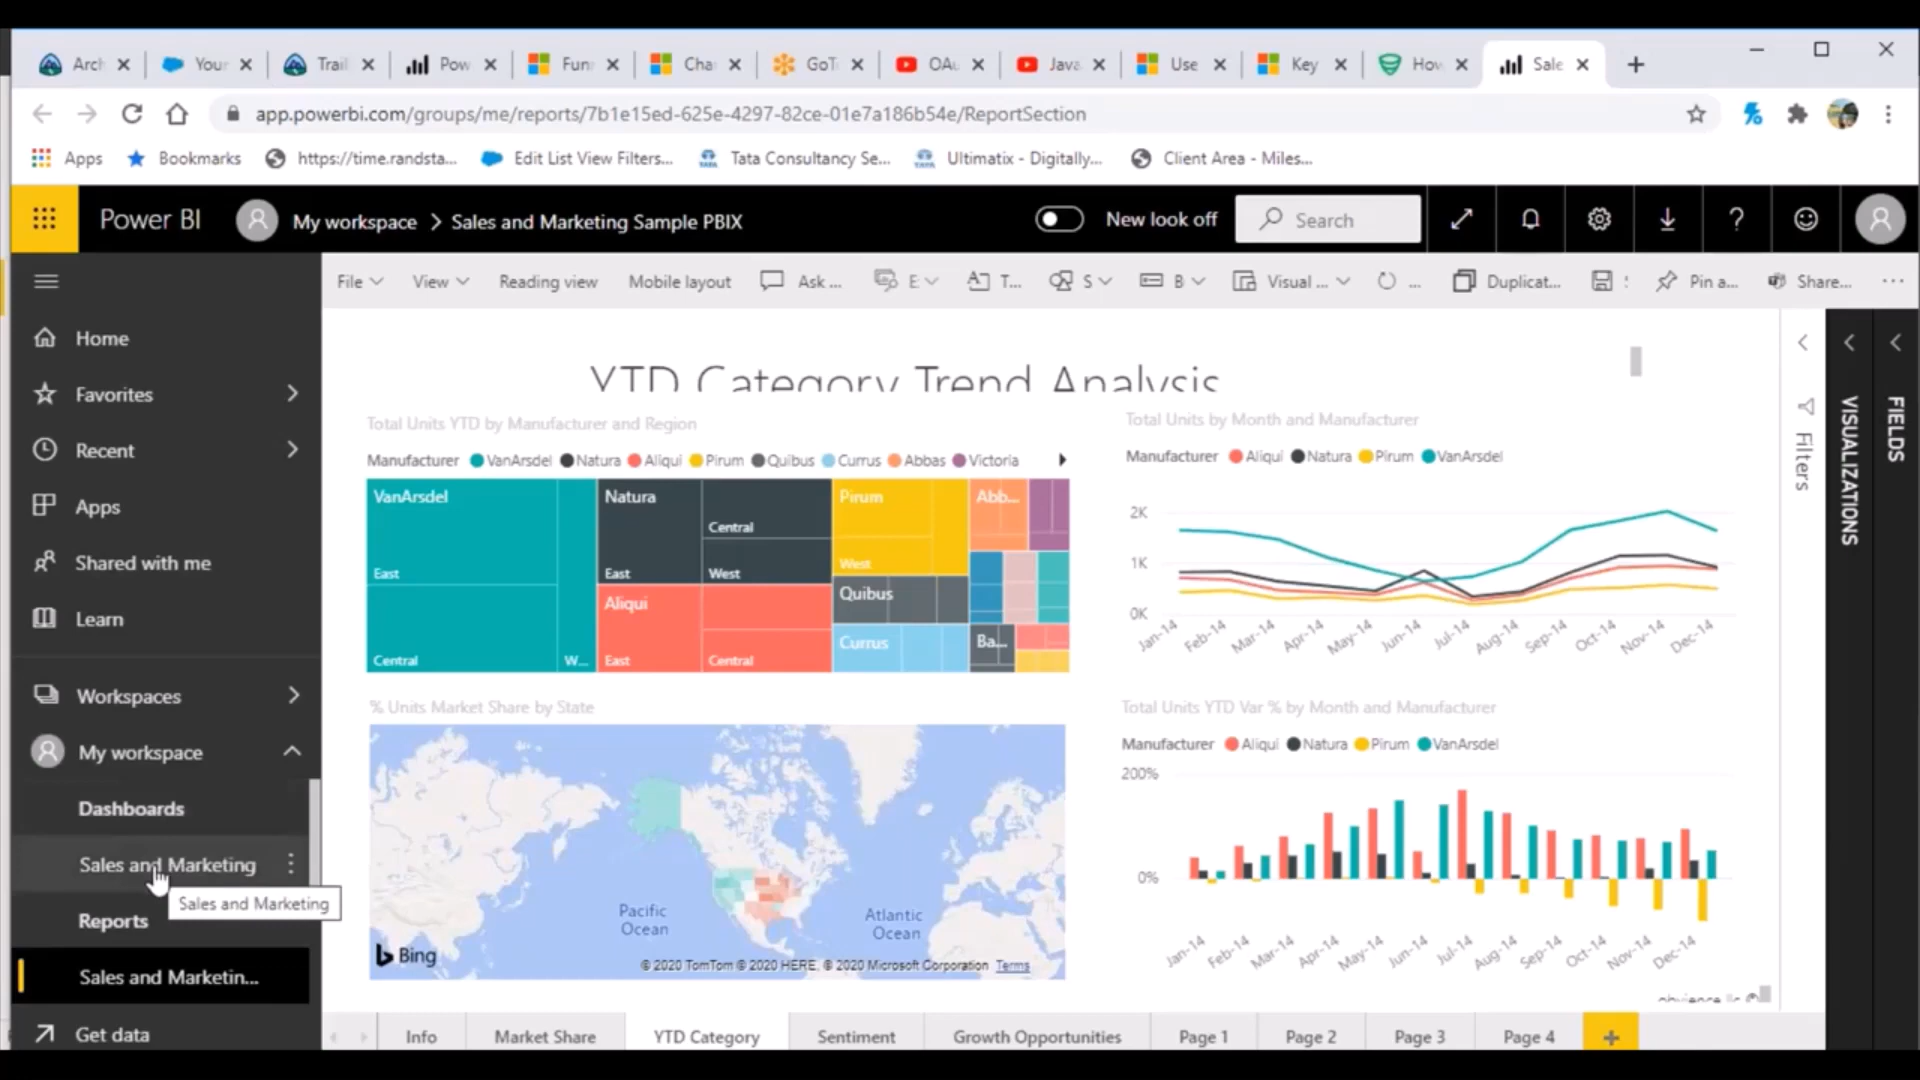 Arch
Your
Trail
Pow
Fun
Cha
GoT
OAu
Java
Use
Key
How
Sale
app.powerbi.com/groups/me/reports/7b1e15ed-625e-4297-82ce-01e7a186b54e/ReportSection
Apps
Bookmarks
https://time.randsta...
Edit List View Filters...
Tata Consultancy Se...
Ultimatix - Digitally...
Client Area - Miles...
Power BI
My workspace > Sales and Marketing Sample PBIX
New look off
Search
File
View
Reading view
Mobile layout
Ask ...
E
T...
S
B
Visual ...
...
Duplicat...
Pin a...
Share...
Home
Favorites
Recent
Apps
Shared with me
Learn
Workspaces
My workspace
Dashboards
Sales and Marketing
Sales and Marketing
Reports
Sales and Marketin...
Get data
YTD Category Trend Analysis
Total Units YTD by Manufacturer and Region
Manufacturer VanArsdel Natura Aliqui Pirum Quibus Currus Abbas Victoria
VanArsdel
East
Central
W...
Natura
East
Central
West
Aliqui
East
Central
Pirum
West
Quibus
Currus
Abb...
Ba...
Total Units by Month and Manufacturer
Manufacturer Aliqui Natura Pirum VanArsdel
2K
1K
0K
Jan-14 Feb-14 Mar-14 Apr-14 May-14 Jun-14 Jul-14 Aug-14 Sep-14 Oct-14 Nov-14 Dec-14
% Units Market Share by State
Pacific
Ocean
Atlantic
Ocean
Bing
© 2020 TomTom © 2020 HERE, © 2020 Microsoft Corporation Terms
Total Units YTD Var % by Month and Manufacturer
Manufacturer Aliqui Natura Pirum VanArsdel
200%
0%
Jan-14 Feb-14 Mar-14 Apr-14 May-14 Jun-14 Jul-14 Aug-14 Sep-14 Oct-14 Nov-14 Dec-14
obvience llc ©
Filters
VISUALIZATIONS
FIELDS
Info
Market Share
YTD Category
Sentiment
Growth Opportunities
Page 1
Page 2
Page 3
Page 4
+